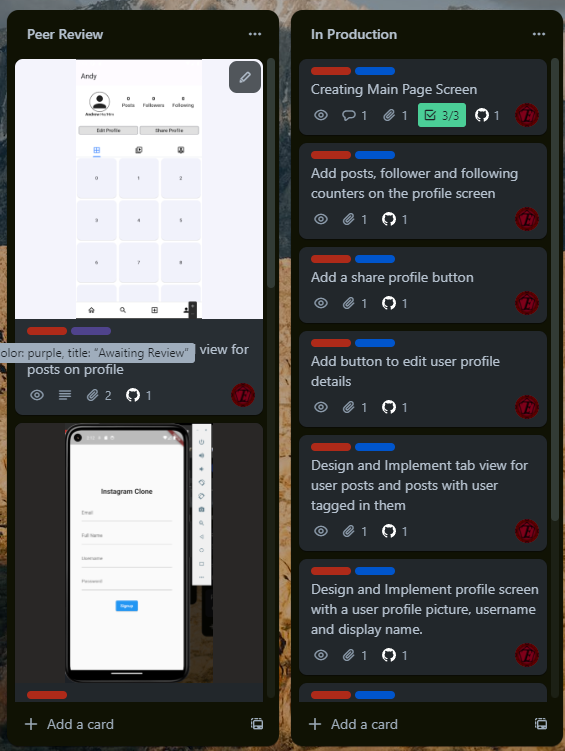 Peer Review
Andy
0 0 0
Posts Followers Following
Edit Profile Share Profile
0 1 2
3 4 5
6 7 8
olor: purple, title: “Awaiting Review” view for
posts on profile
2 1
Instagram Clone
Email
Full Name
Username
Password
Signup
Add a card
In Production
Creating Main Page Screen
1 1 3/3 1
Add posts, follower and following
counters on the profile screen
1 1
Add a share profile button
1 1
Add button to edit user profile
details
1 1
Design and Implement tab view for
user posts and posts with user
tagged in them
1 1
Design and Implement profile screen
with a user profile picture, username
and display name.
1 1
Add a card